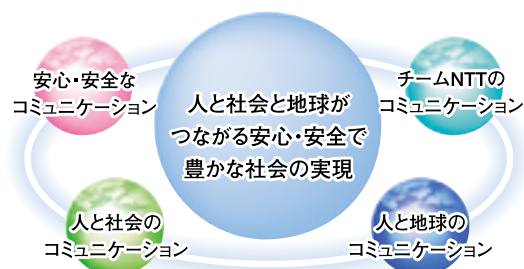 安心・安全な
コミュニケーション
チームNTTの
コミュニケーション
人と社会と地球が
つながる安心・安全で
豊かな社会の実現
人と社会の
コミュニケーション
人と地球の
コミュニケーション